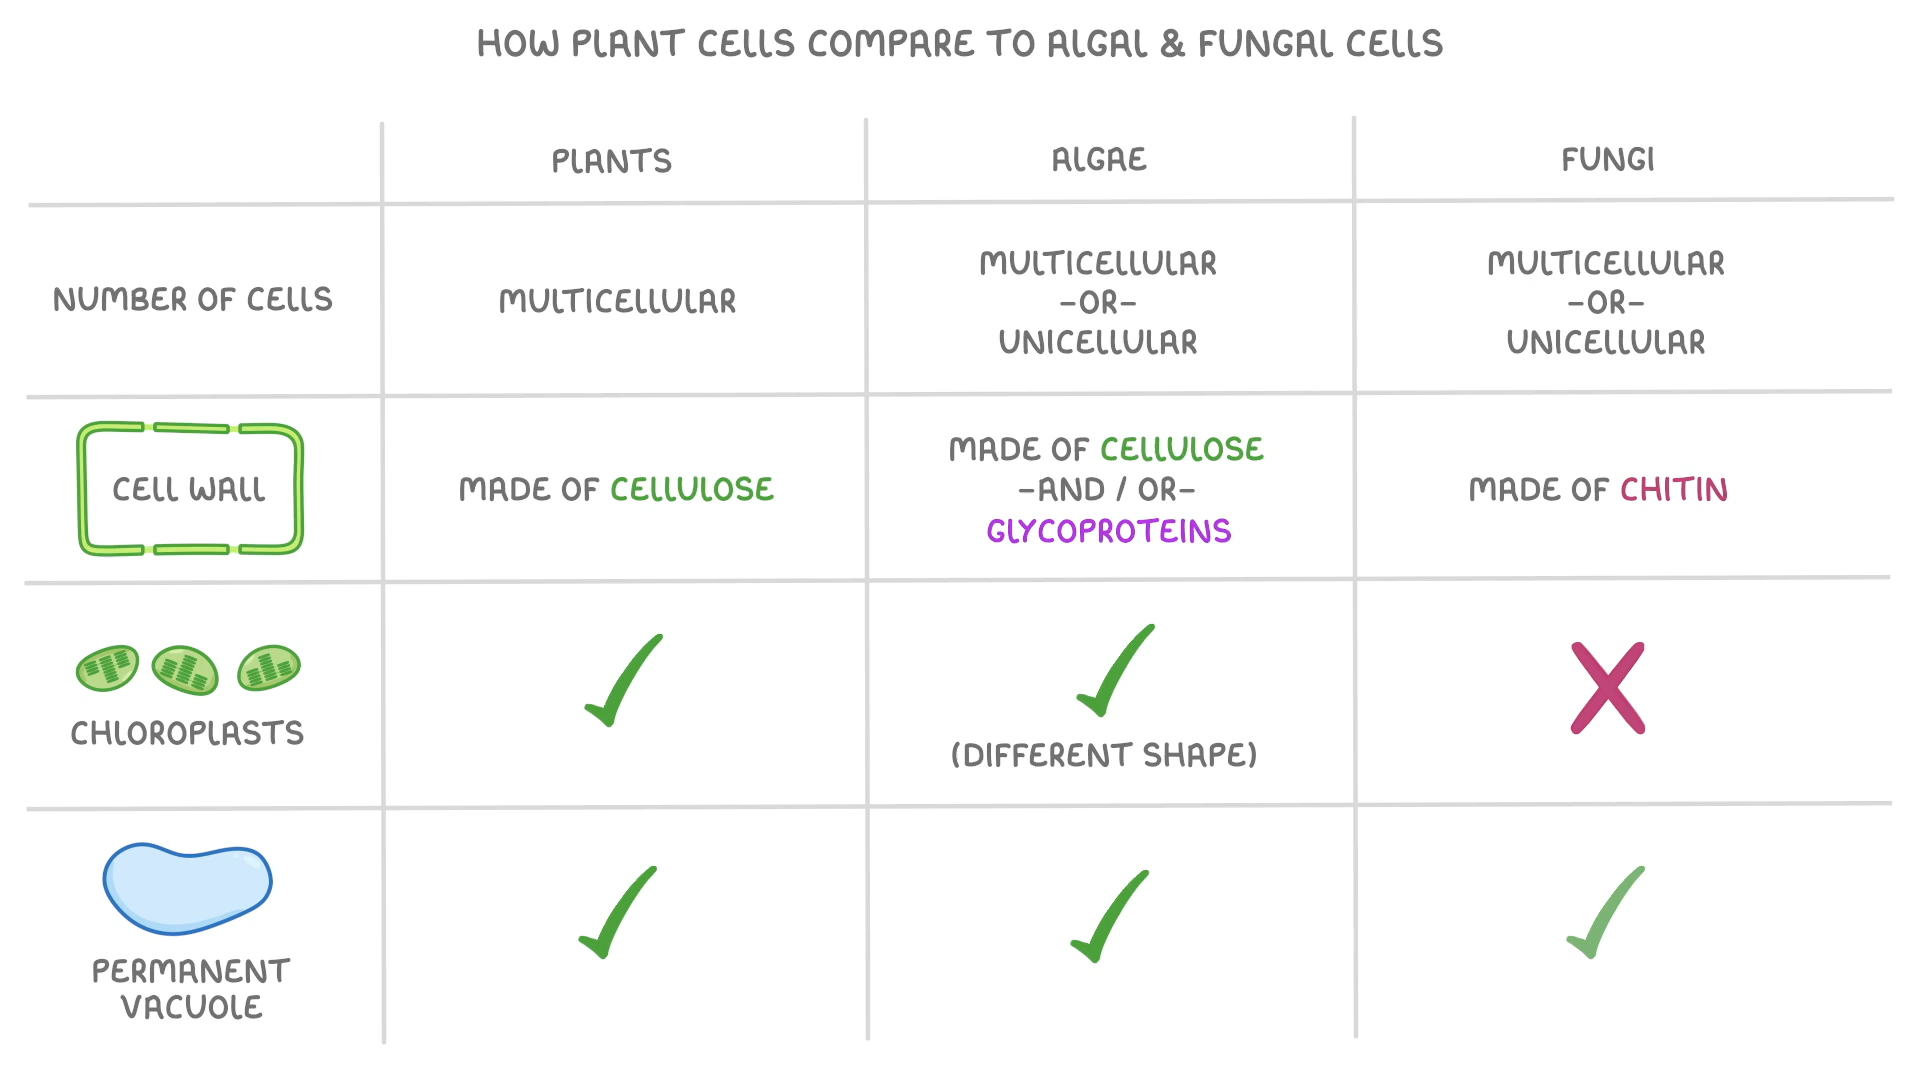 HOW PLANT CELLS COMPARE TO ALGAL & FUNGAL CELLS
PLANTS
ALGAE
FUNGI
NUMBER OF CELLS
MULTICELLULAR
MULTICELLULAR
-OR-
UNICELLULAR
MULTICELLULAR
-OR-
UNICELLULAR
CELL WALL
MADE OF CELLULOSE
MADE OF CELLULOSE
-AND / OR-
GLYCOPROTEINS
MADE OF CHITIN
CHLOROPLASTS
(DIFFERENT SHAPE)
PERMANENT
VACUOLE